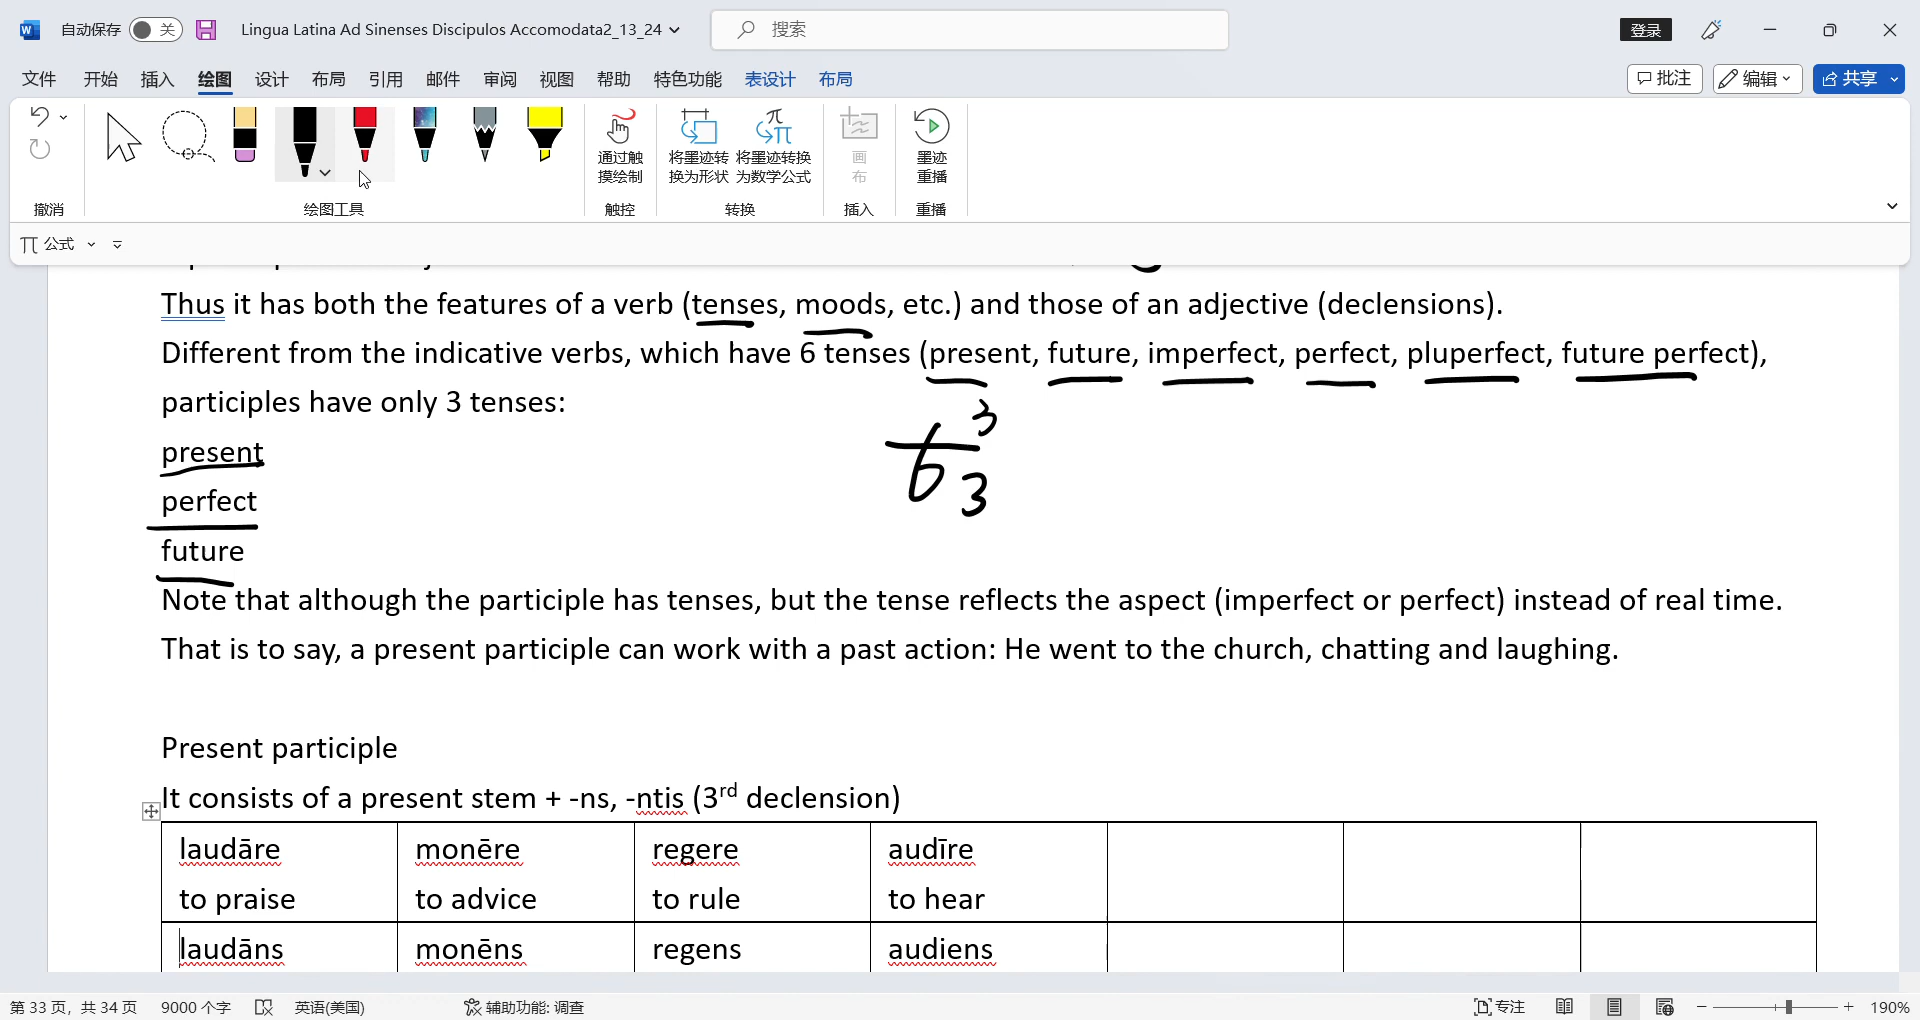 自动保存 关 Lingua Latina Ad Sinenses Discipulos Accomodata2_13_24 搜索 登录
文件 开始 插入 绘图 设计 布局 引用 邮件 审阅 视图 帮助 特色功能 表设计 布局 批注 编辑 共享
通过触摸绘制 将墨迹转换为形状 将墨迹转换为数学公式 画布 墨迹重播
撤消 绘图工具 触控 转换 插入 重播
公式
Thus it has both the features of a verb (tenses, moods, etc.) and those of an adjective (declensions).
Different from the indicative verbs, which have 6 tenses (present, future, imperfect, perfect, pluperfect, future perfect),
participles have only 3 tenses:
3
6
3
present
perfect
future
Note that although the participle has tenses, but the tense reflects the aspect (imperfect or perfect) instead of real time.
That is to say, a present participle can work with a past action: He went to the church, chatting and laughing.
Present participle
It consists of a present stem + -ns, -ntis (3rd declension)
laudāre monēre regere audīre
to praise to advice to rule to hear
laudāns monēns regens audiens
第 33 页，共 34 页 9000 个字 英语(美国) 辅助功能: 调查 专注 190%